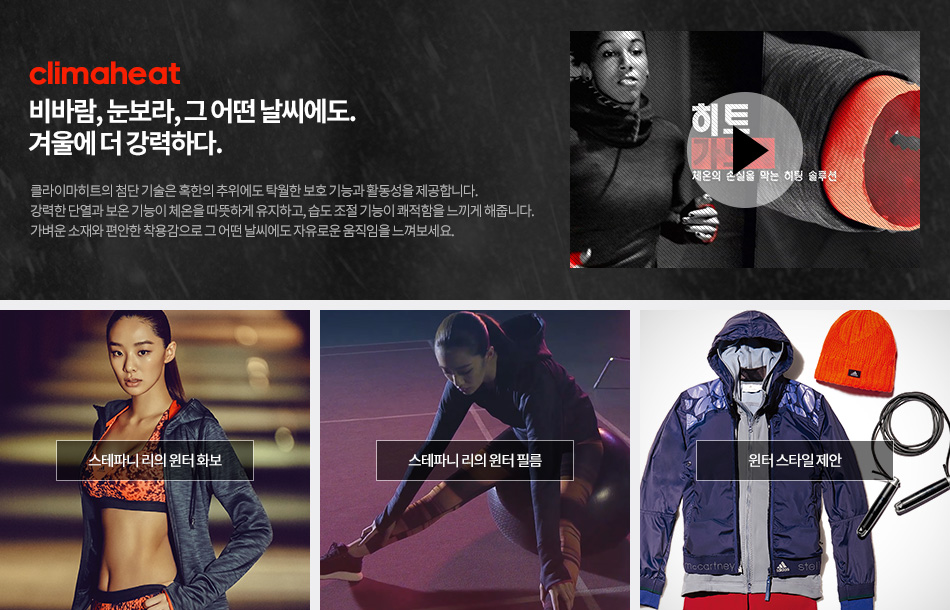 climaheat
비바람, 눈보라, 그 어떤 날씨에도.
겨울에 더 강력하다.
클라이마히트의 첨단 기술은 혹한의 추위에도 탁월한 보호 기능과 활동성을 제공합니다.
강력한 단열과 보온 기능이 체온을 따뜻하게 유지하고, 습도 조절 기능이 쾌적함을 느끼게 해줍니다.
가벼운 소재와 편안한 착용감으로 그 어떤 날씨에도 자유로운 움직임을 느껴보세요.
히트
체온의 손실을 막는 히팅 솔루션
스테파니 리의 윈터 화보
스테파니 리의 윈터 필름
윈터 스타일 제안
adidas
mccartney
adidas
stell